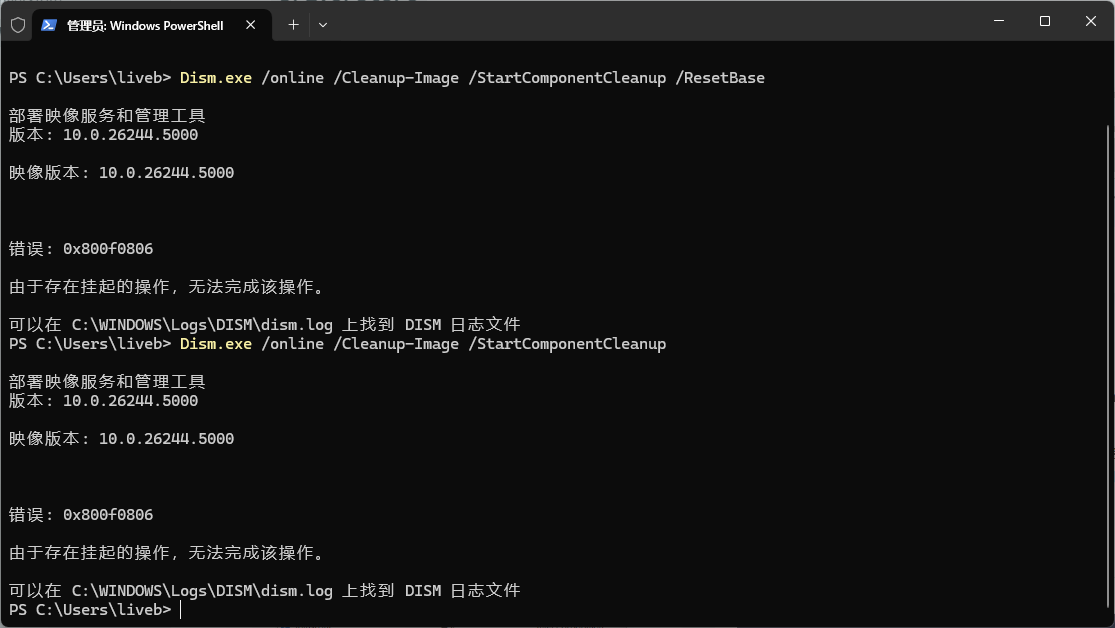 管理员: Windows PowerShell
PS C:\Users\liveb> Dism.exe /online /Cleanup-Image /StartComponentCleanup /ResetBase
部署映像服务和管理工具
版本: 10.0.26244.5000
映像版本: 10.0.26244.5000
错误: 0x800f0806
由于存在挂起的操作，无法完成该操作。
可以在 C:\WINDOWS\Logs\DISM\dism.log 上找到 DISM 日志文件
PS C:\Users\liveb> Dism.exe /online /Cleanup-Image /StartComponentCleanup
部署映像服务和管理工具
版本: 10.0.26244.5000
映像版本: 10.0.26244.5000
错误: 0x800f0806
由于存在挂起的操作，无法完成该操作。
可以在 C:\WINDOWS\Logs\DISM\dism.log 上找到 DISM 日志文件
PS C:\Users\liveb>